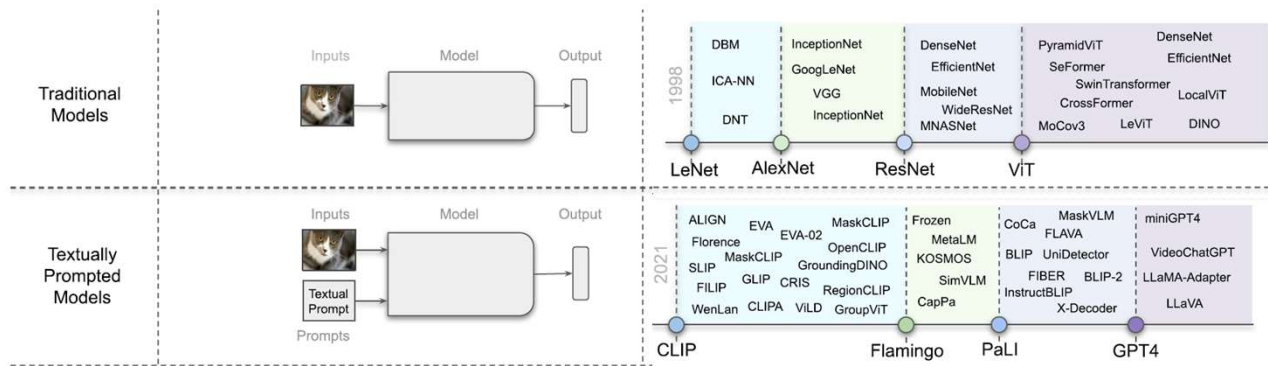 Traditional
Models
Inputs
Model
Output
1998
DBM
ICA-NN
DNT
InceptionNet
GoogLeNet
VGG
InceptionNet
DenseNet
EfficientNet
MobileNet
WideResNet
MNASNet
PyramidViT
DenseNet
SeFormer
EfficientNet
SwinTransformer
CrossFormer
LocalViT
MoCov3
LeViT
DINO
LeNet
AlexNet
ResNet
ViT
Textually
Prompted
Models
Inputs
Model
Output
Textual
Prompt
Prompts
2021
ALIGN
EVA
MaskCLIP
Florence
EVA-02
OpenCLIP
MaskCLIP
SLIP
GroundingDINO
FILIP
GLIP
CRIS
RegionCLIP
WenLan
CLIPA
ViLD
GroupViT
Frozen
MetaLM
KOSMOS
SimVLM
CapPa
CoCa
MaskVLM
FLAVA
BLIP
UniDetector
FIBER
BLIP-2
InstructBLIP
X-Decoder
miniGPT4
VideoChatGPT
LLaMA-Adapter
LLaVA
CLIP
Flamingo
PaLI
GPT4